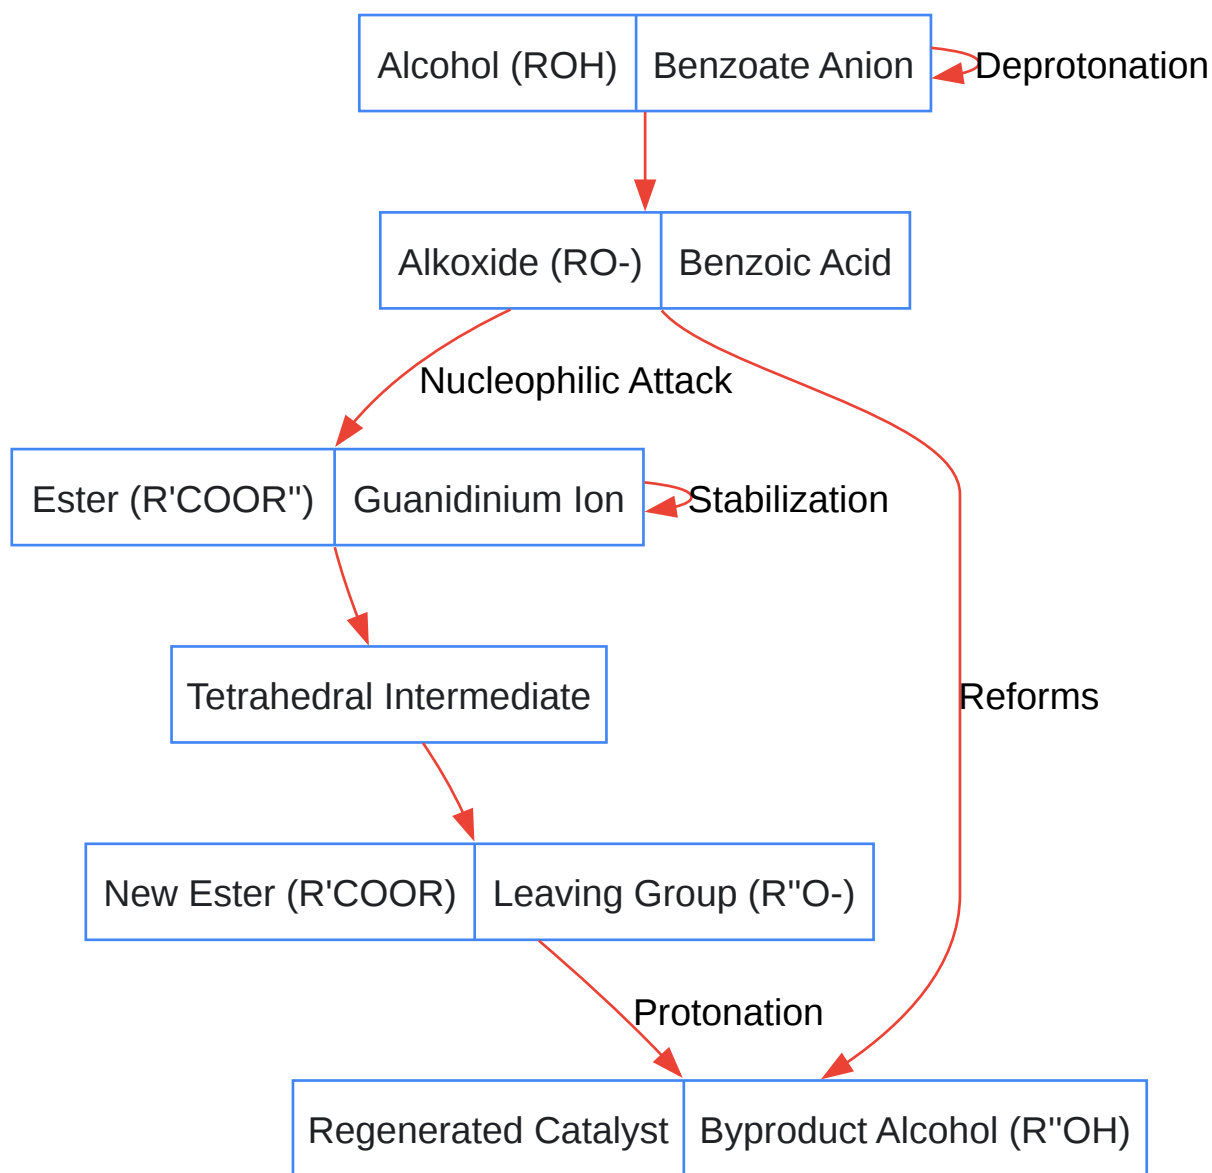 Alcohol (ROH)
Benzoate Anion
Deprotonation
Alkoxide (RO-)
Benzoic Acid
Nucleophilic Attack
Ester (R'COOR'')
Guanidinium Ion
Stabilization
Tetrahedral Intermediate
Reforms
New Ester (R'COOR)
Leaving Group (R''O-)
Protonation
Regenerated Catalyst
Byproduct Alcohol (R''OH)